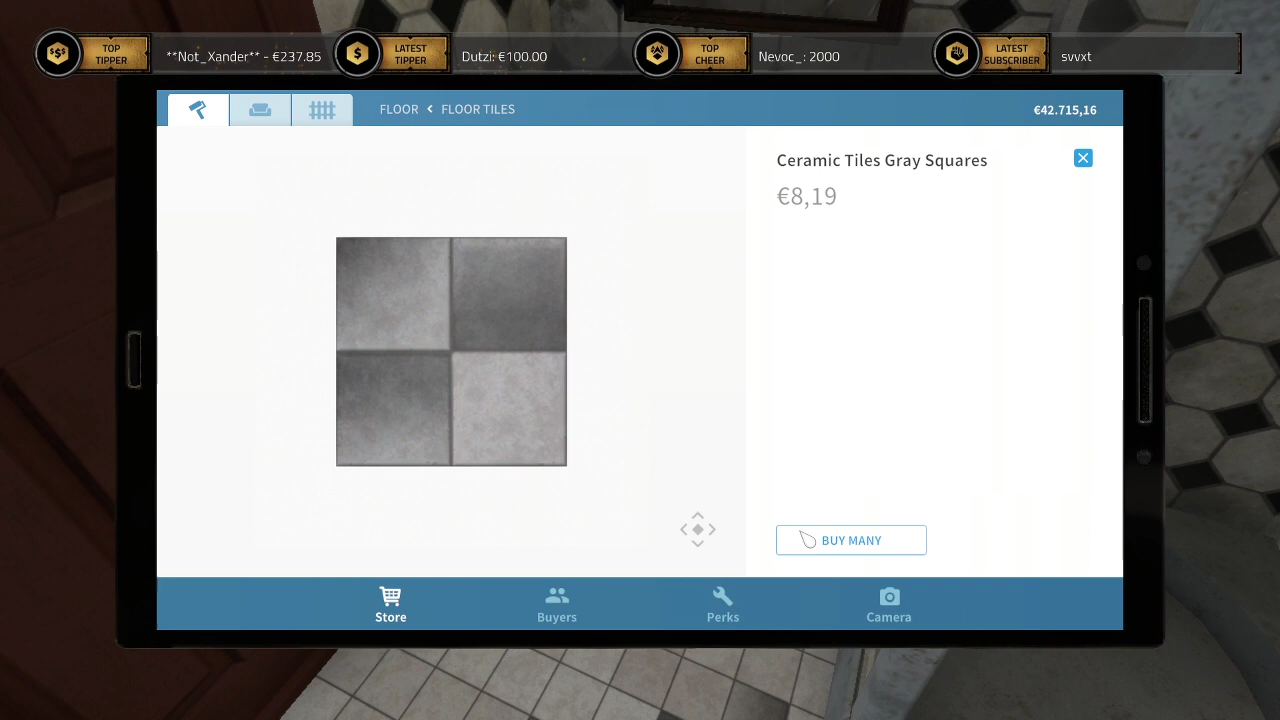 TOP
TIPPER
**Not_Xander** - €237.85
LATEST
TIPPER
Dutzi: €100.00
TOP
CHEER
Nevoc_: 2000
LATEST
SUBSCRIBER
svvxt
FLOOR < FLOOR TILES
€42.715,16
Ceramic Tiles Gray Squares
€8,19
BUY MANY
Store
Buyers
Perks
Camera